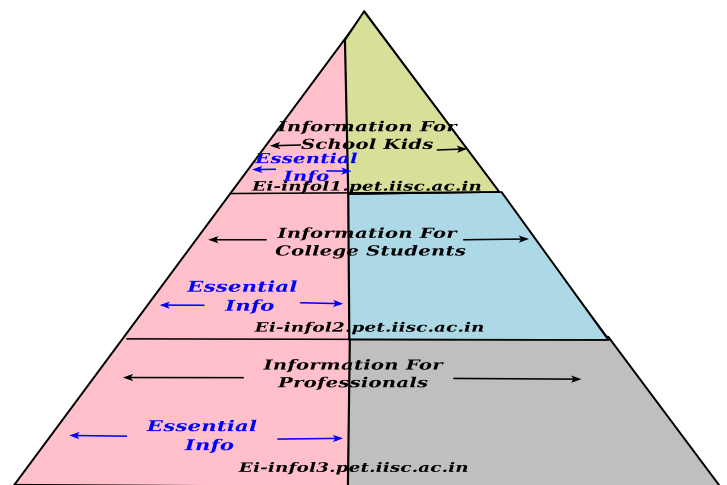 Information For
School Kids
Essential
Info
Ei-infol1.pet.iisc.ac.in
Information For
College Students
Essential
Info
Ei-infol2.pet.iisc.ac.in
Information For
Professionals
Essential
Info
Ei-infol3.pet.iisc.ac.in